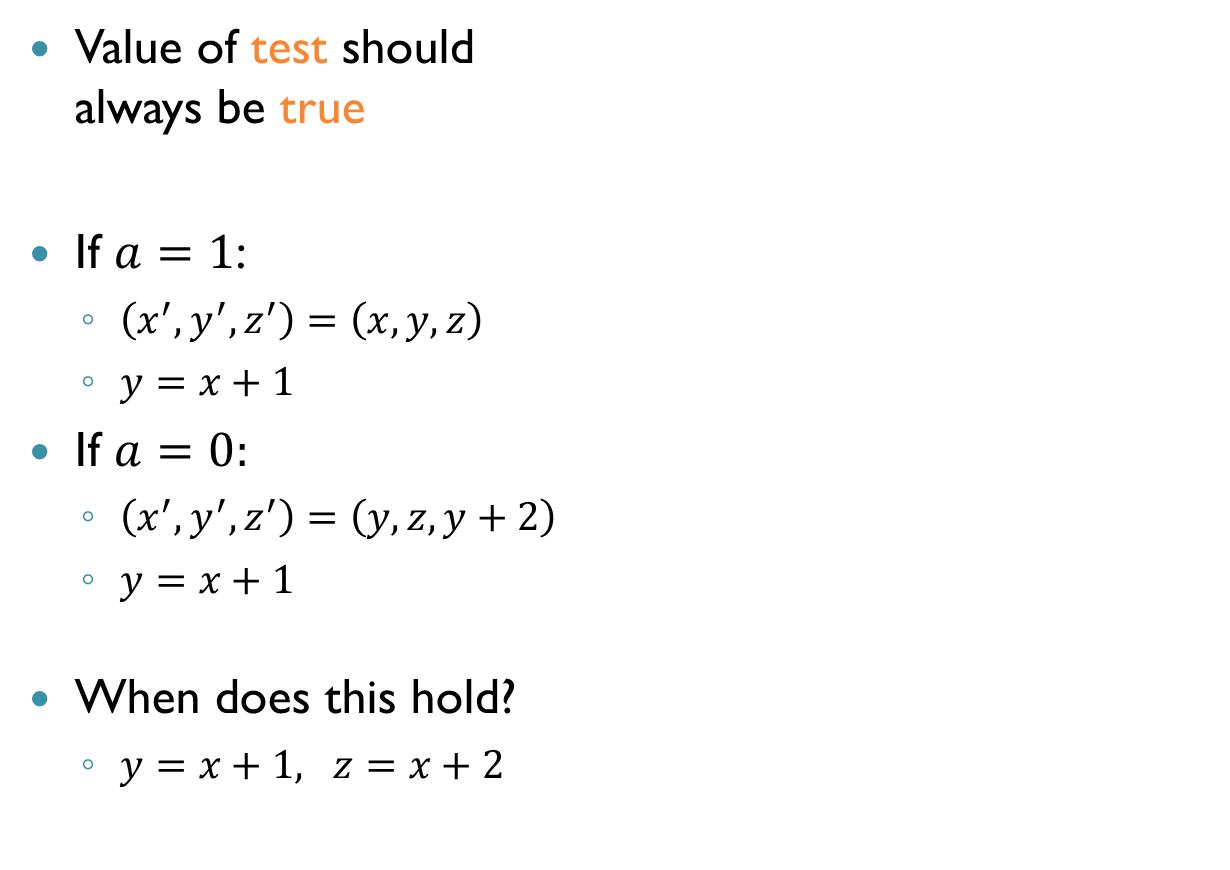 • Value of test should
always be true
• If 𝑎 = 1:
◦ (𝑥′, 𝑦′, 𝑧′) = (𝑥, 𝑦, 𝑧)
◦ 𝑦 = 𝑥 + 1
• If 𝑎 = 0:
◦ (𝑥′, 𝑦′, 𝑧′) = (𝑦, 𝑧, 𝑦 + 2)
◦ 𝑦 = 𝑥 + 1
• When does this hold?
◦ 𝑦 = 𝑥 + 1, 𝑧 = 𝑥 + 2